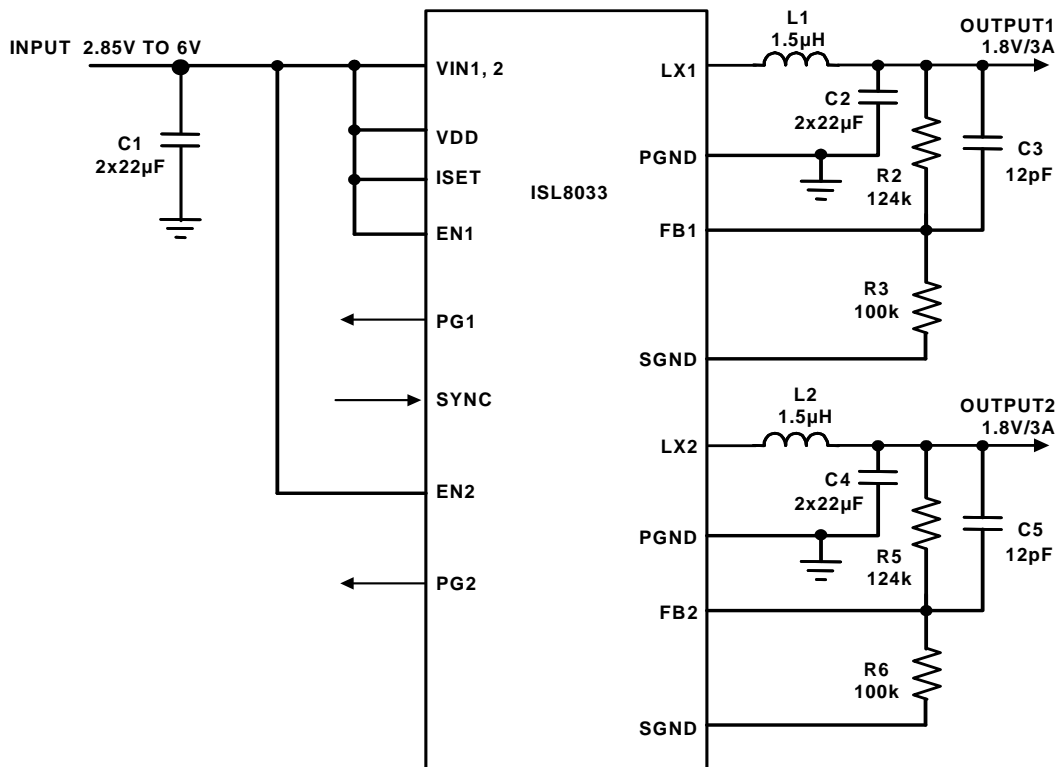 INPUT 2.85V TO 6V
C1
2x22µF
VIN1, 2
VDD
ISET
EN1
PG1
SYNC
EN2
PG2
ISL8033
LX1
PGND
FB1
SGND
LX2
PGND
FB2
SGND
L1
1.5µH
OUTPUT1
1.8V/3A
C2
2x22µF
R2
124k
C3
12pF
R3
100k
L2
1.5µH
OUTPUT2
1.8V/3A
C4
2x22µF
R5
124k
C5
12pF
R6
100k